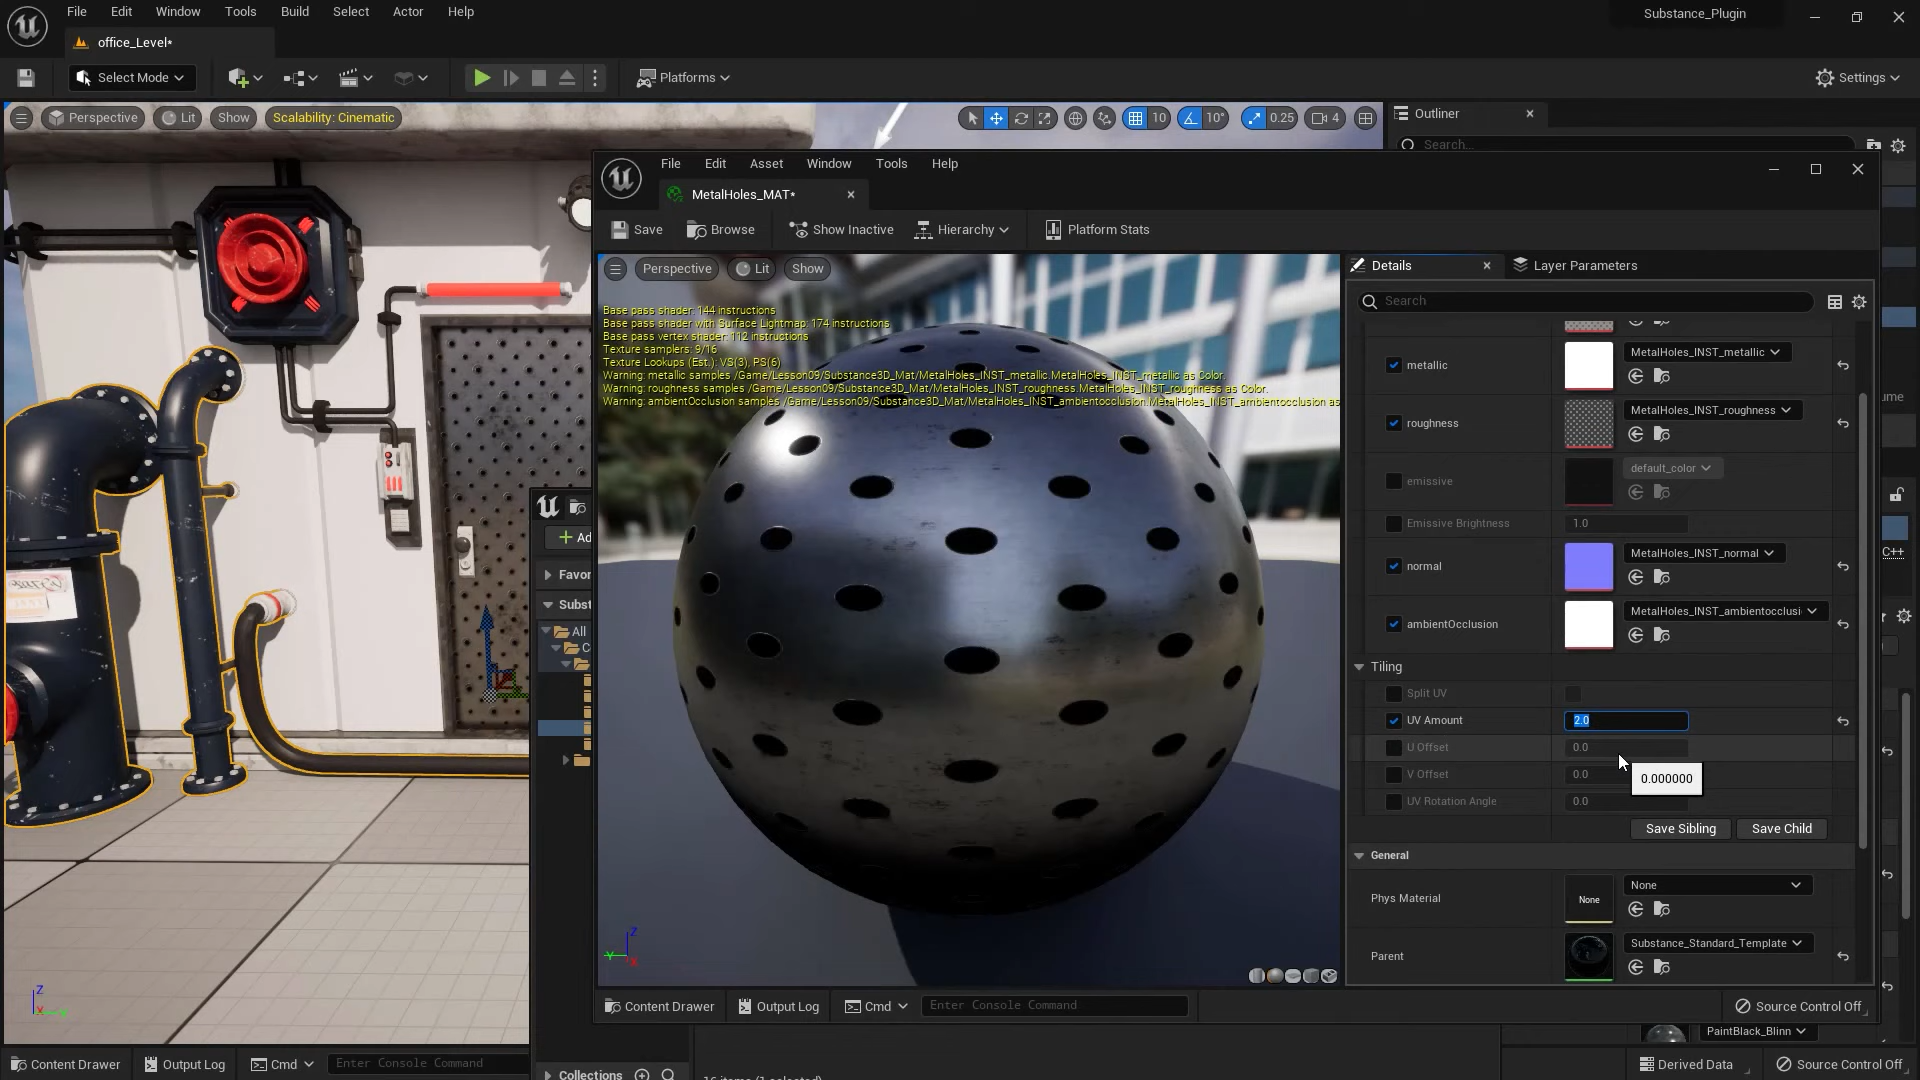 File Edit Window Tools Build Select Actor Help
Substance_Plugin
office_Level*
Select Mode
Platforms
Settings
Perspective Lit Show Scalability: Cinematic
10 10° 0.25 4
Outliner
Search...
File Edit Asset Window Tools Help
MetalHoles_MAT*
Save Browse Show Inactive Hierarchy Platform Stats
Perspective Lit Show
Details Layer Parameters
Search
Base pass shader: 144 instructions
Base pass shader with Surface Lightmap: 174 instructions
Base pass vertex shader: 112 instructions
Texture samplers: 9/16
Texture Lookups (Est.): VS(3), PS(6)
Warning: metallic samples /Game/Lesson09/Substance3D_Mat/MetalHoles_INST_metallic.MetalHoles_INST_metallic as Color.
Warning: roughness samples /Game/Lesson09/Substance3D_Mat/MetalHoles_INST_roughness.MetalHoles_INST_roughness as Color.
Warning: ambientOcclusion samples /Game/Lesson09/Substance3D_Mat/MetalHoles_INST_ambientocclusion.MetalHoles_INST_ambientocclusion as
metallic MetalHoles_INST_metallic
roughness MetalHoles_INST_roughness
emissive default_color
Emissive Brightness 1.0
normal MetalHoles_INST_normal
ambientOcclusion MetalHoles_INST_ambientocclusi
Tiling
Split UV
UV Amount 2.0
U Offset 0.0
V Offset 0.0
0.000000
UV Rotation Angle 0.0
Save Sibling Save Child
General
Phys Material None None
Parent Substance_Standard_Template
ume
C++
Ad
Favor
Subst
All
C
Z
Y
X
Z
X
Y
Content Drawer Output Log Cmd Enter Console Command Source Control Off
PaintBlack_Blinn
Content Drawer Output Log Cmd Enter Console Command
Collections
16 items (1 selected)
Derived Data Source Control Off